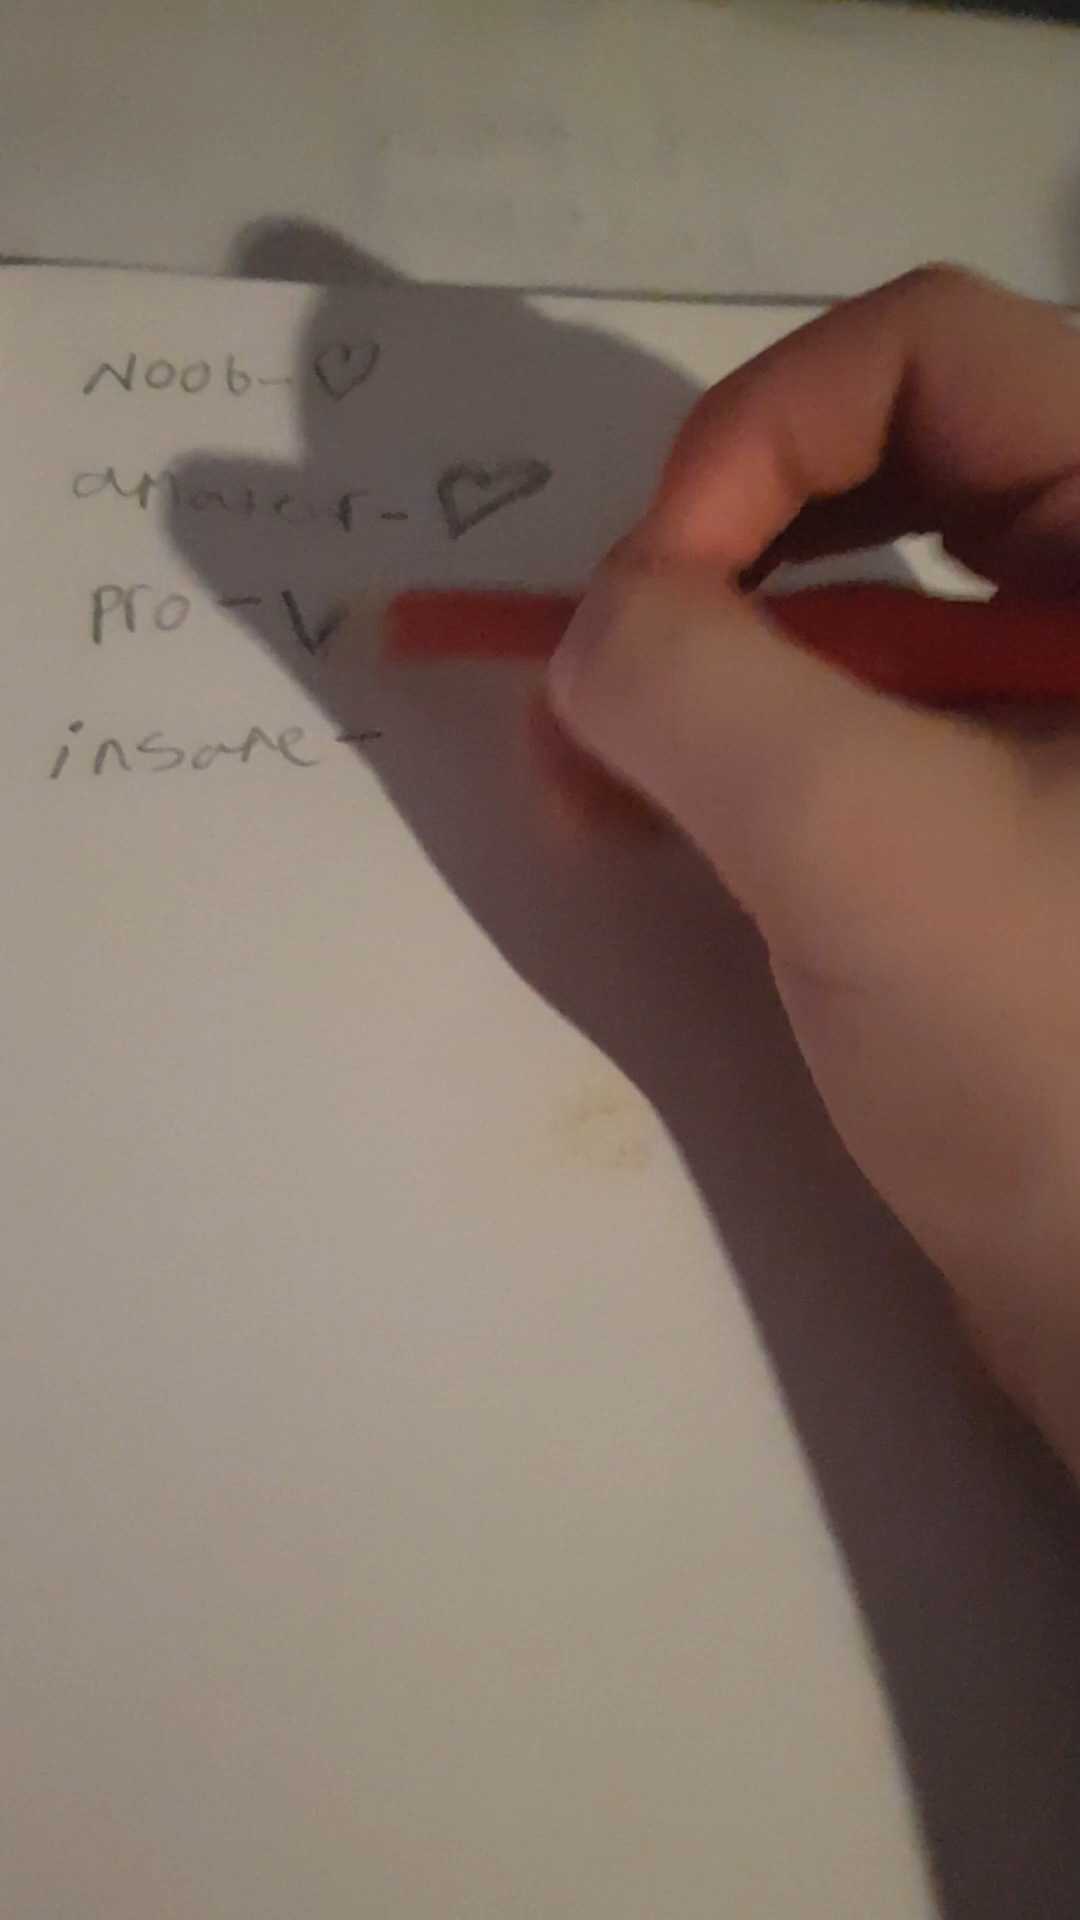 Noob- ♡
amateur- ♡
pro - V
insane -